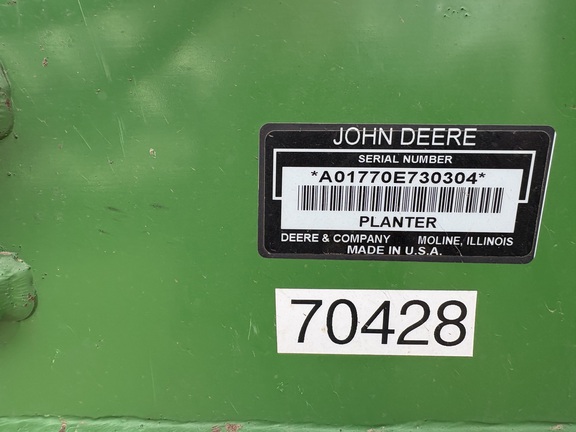 JOHN DEERE
SERIAL NUMBER
*A01770E730304*
PLANTER
DEERE & COMPANY MOLINE, ILLINOIS
MADE IN U.S.A.
70428